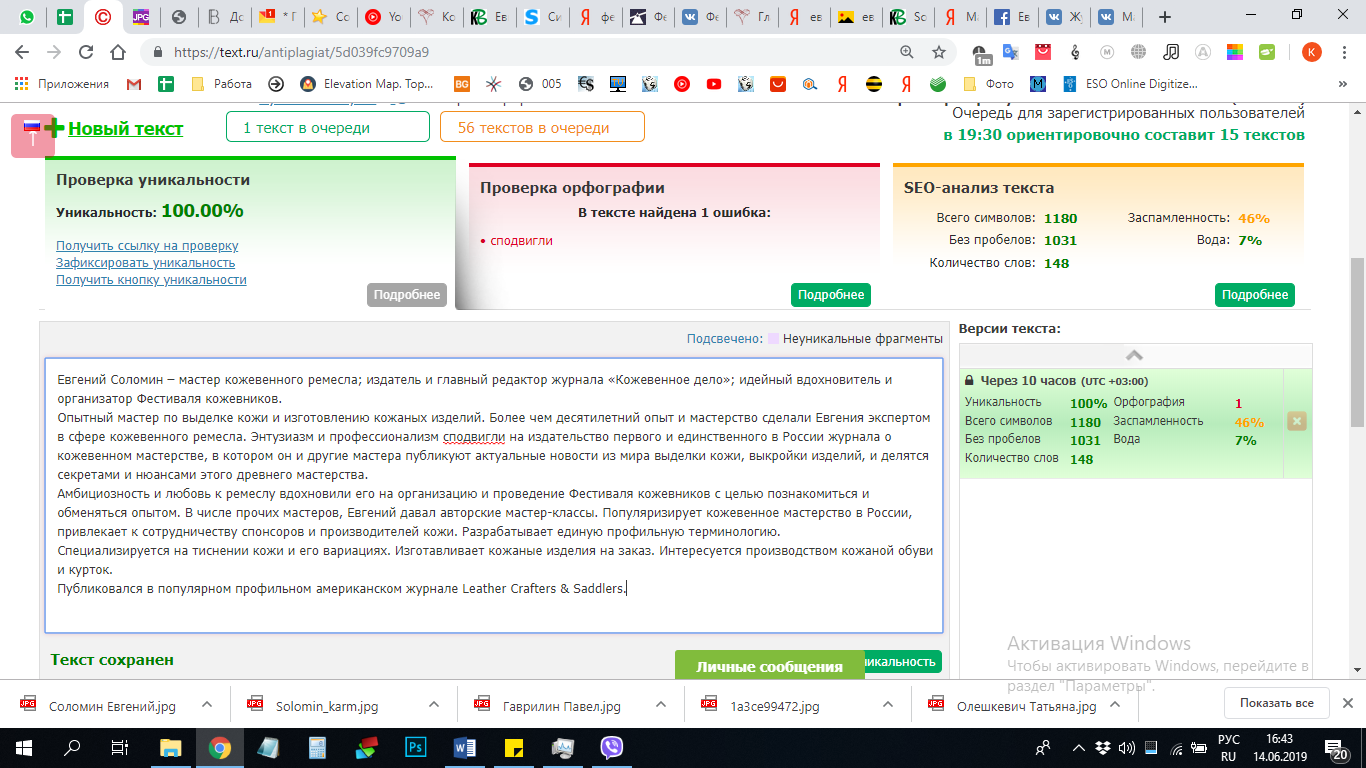 До
* Г
Со
Yo
Ко
Ев
Си
фе
Фе
Фе
Гл
ев
ев
So
М
Ев
Жу
М
https://text.ru/antiplagiat/5d039fc9709a9
1m
K
Приложения
Работа
Elevation Map. Top...
BG
005
Фото
ESO Online Digitize...
Очередь для зарегистрированных пользователей
в 19:30 ориентировочно составит 15 текстов
Новый текст
1 текст в очереди
56 текстов в очереди
Проверка уникальности
Уникальность: 100.00%
Получить ссылку на проверку
Зафиксировать уникальность
Получить кнопку уникальности
Подробнее
Проверка орфографии
В тексте найдена 1 ошибка:
• сподвигли
Подробнее
SEO-анализ текста
Всего символов: 1180 Заспамленность: 46%
Без пробелов: 1031 Вода: 7%
Количество слов: 148
Подробнее
Подсвечено: Неуникальные фрагменты
Евгений Соломин – мастер кожевенного ремесла; издатель и главный редактор журнала «Кожевенное дело»; идейный вдохновитель и
организатор Фестиваля кожевников.
Опытный мастер по выделке кожи и изготовлению кожаных изделий. Более чем десятилетний опыт и мастерство сделали Евгения экспертом
в сфере кожевенного ремесла. Энтузиазм и профессионализм сподвигли на издательство первого и единственного в России журнала о
кожевенном мастерстве, в котором он и другие мастера публикуют актуальные новости из мира выделки кожи, выкройки изделий, и делятся
секретами и нюансами этого древнего мастерства.
Амбициозность и любовь к ремеслу вдохновили его на организацию и проведение Фестиваля кожевников с целью познакомиться и
обменяться опытом. В числе прочих мастеров, Евгений давал авторские мастер-классы. Популяризирует кожевенное мастерство в России,
привлекает к сотрудничеству спонсоров и производителей кожи. Разрабатывает единую профильную терминологию.
Специализируется на тиснении кожи и его вариациях. Изготавливает кожаные изделия на заказ. Интересуется производством кожаной обуви
и курток.
Публиковался в популярном профильном американском журнале Leather Crafters & Saddlers.
Текст сохранен
Личные сообщения
никальность
Версии текста:
Через 10 часов (UTC +03:00)
Уникальность 100% Орфография 1
Всего символов 1180 Заспамленность 46%
Без пробелов 1031 Вода 7%
Количество слов 148
Активация Windows
Чтобы активировать Windows, перейдите в
раздел "Параметры".
Соломин Евгений.jpg
Solomin_karm.jpg
Гаврилин Павел.jpg
1a3ce99472.jpg
Олешкевич Татьяна.jpg
Показать все
РУС
RU
16:43
14.06.2019
20